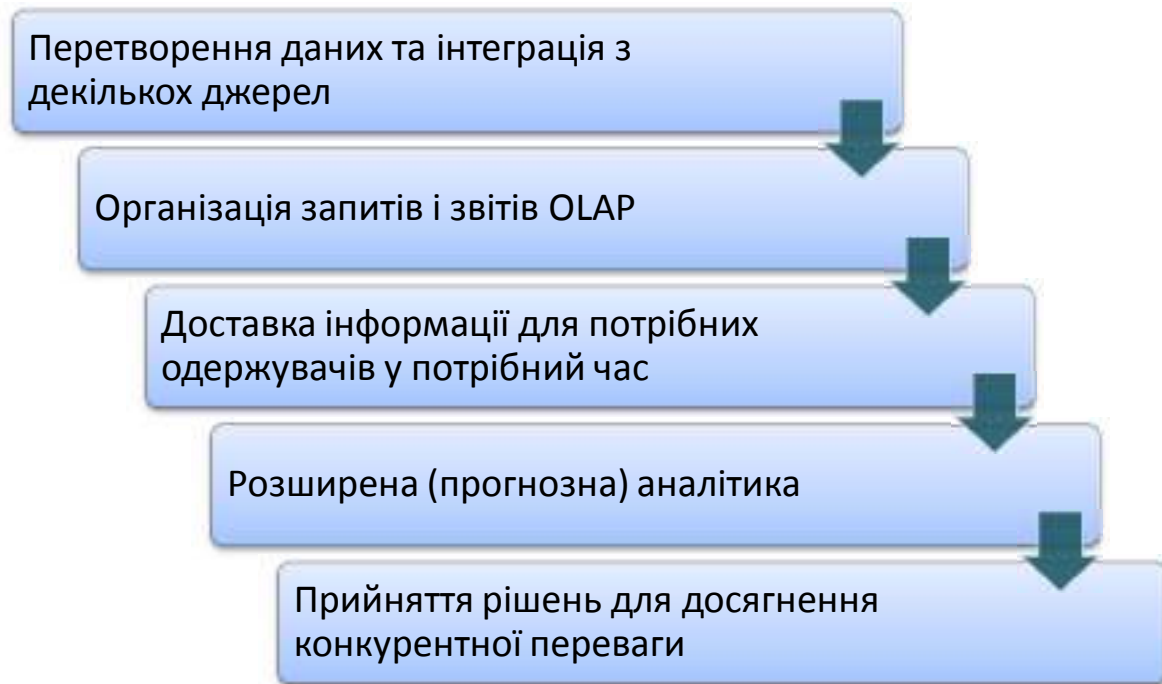 Перетворення даних та інтеграція з
декількох джерел
Організація запитів і звітів OLAP
Доставка інформації для потрібних
одержувачів у потрібний час
Розширена (прогнозна) аналітика
Прийняття рішень для досягнення
конкурентної переваги